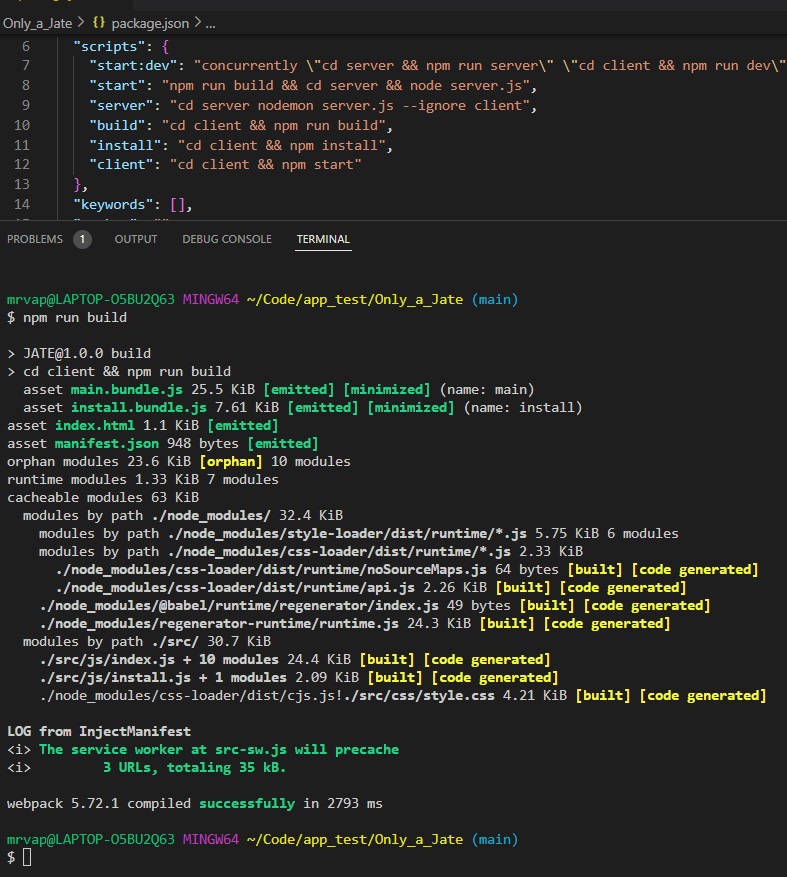 Only_a_Jate > {} package.json > ...
6 "scripts": {
7 "start:dev": "concurrently \"cd server && npm run server\" \"cd client && npm run dev\"
8 "start": "npm run build && cd server && node server.js",
9 "server": "cd server nodemon server.js --ignore client",
10 "build": "cd client && npm run build",
11 "install": "cd client && npm install",
12 "client": "cd client && npm start"
13 },
14 "keywords": [],
PROBLEMS 1 OUTPUT DEBUG CONSOLE TERMINAL
mrvap@LAPTOP-O5BU2Q63 MINGW64 ~/Code/app_test/Only_a_Jate (main)
$ npm run build
> JATE@1.0.0 build
> cd client && npm run build
asset main.bundle.js 25.5 KiB [emitted] [minimized] (name: main)
asset install.bundle.js 7.61 KiB [emitted] [minimized] (name: install)
asset index.html 1.1 KiB [emitted]
asset manifest.json 948 bytes [emitted]
orphan modules 23.6 KiB [orphan] 10 modules
runtime modules 1.33 KiB 7 modules
cacheable modules 63 KiB
modules by path ./node_modules/ 32.4 KiB
modules by path ./node_modules/style-loader/dist/runtime/*.js 5.75 KiB 6 modules
modules by path ./node_modules/css-loader/dist/runtime/*.js 2.33 KiB
./node_modules/css-loader/dist/runtime/noSourceMaps.js 64 bytes [built] [code generated]
./node_modules/css-loader/dist/runtime/api.js 2.26 KiB [built] [code generated]
./node_modules/@babel/runtime/regenerator/index.js 49 bytes [built] [code generated]
./node_modules/regenerator-runtime/runtime.js 24.3 KiB [built] [code generated]
modules by path ./src/ 30.7 KiB
./src/js/index.js + 10 modules 24.4 KiB [built] [code generated]
./src/js/install.js + 1 modules 2.09 KiB [built] [code generated]
./node_modules/css-loader/dist/cjs.js!./src/css/style.css 4.21 KiB [built] [code generated]
LOG from InjectManifest
<i> The service worker at src-sw.js will precache
<i> 3 URLs, totaling 35 kB.
webpack 5.72.1 compiled successfully in 2793 ms
mrvap@LAPTOP-O5BU2Q63 MINGW64 ~/Code/app_test/Only_a_Jate (main)
$